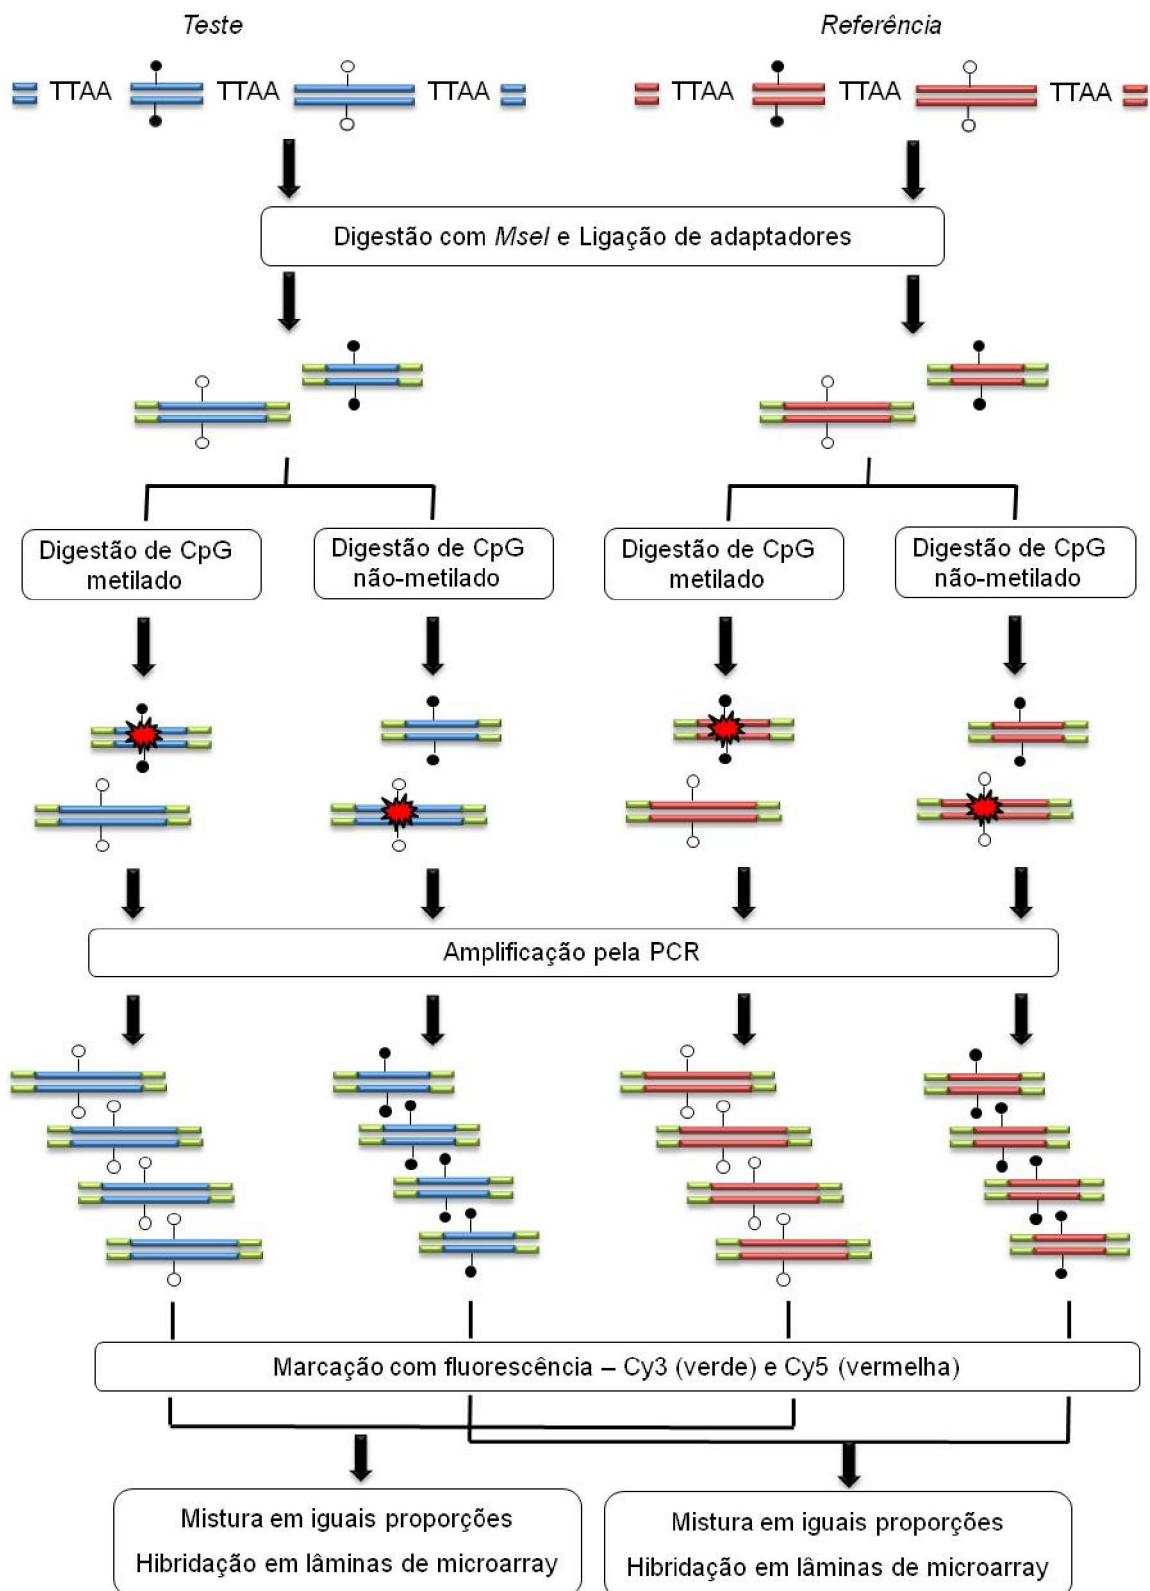 Teste
Referência
TTAA TTAA TTAA
TTAA TTAA TTAA
Digestão com MseI e Ligação de adaptadores
Digestão de CpG
metilado
Digestão de CpG
não-metilado
Digestão de CpG
metilado
Digestão de CpG
não-metilado
Amplificação pela PCR
Marcação com fluorescência – Cy3 (verde) e Cy5 (vermelha)
Mistura em iguais proporções
Hibridação em lâminas de microarray
Mistura em iguais proporções
Hibridação em lâminas de microarray